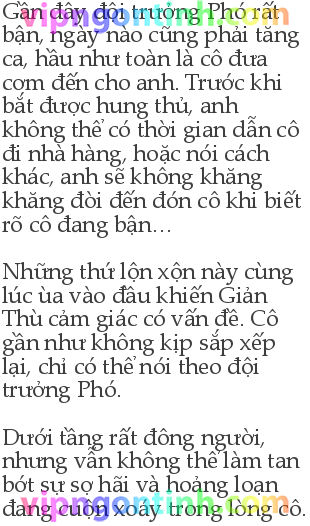 Gần đây đội trưởng Phó rất
bận, ngày nào cũng phải tăng
ca, hầu như toàn là cô đưa
cơm đến cho anh. Trước khi
bắt được hung thủ, anh
không thể có thời gian dẫn cô
đi nhà hàng, hoặc nói cách
khác, anh sẽ không khăng
khăng đòi đến đón cô khi biết
rõ cô đang bận…
Những thứ lộn xộn này cùng
lúc ùa vào đầu khiến Giản
Thù cảm giác có vấn đề. Cô
gần như không kịp sắp xếp
lại, chỉ có thể nói theo đội
trưởng Phó.
Dưới tầng rất đông người,
nhưng vẫn không thể làm tan
bớt sự sợ hãi và hoảng loạn
đang cuộn xoáy trong lòng cô.
vipngontinh.com
vipngontinh.com